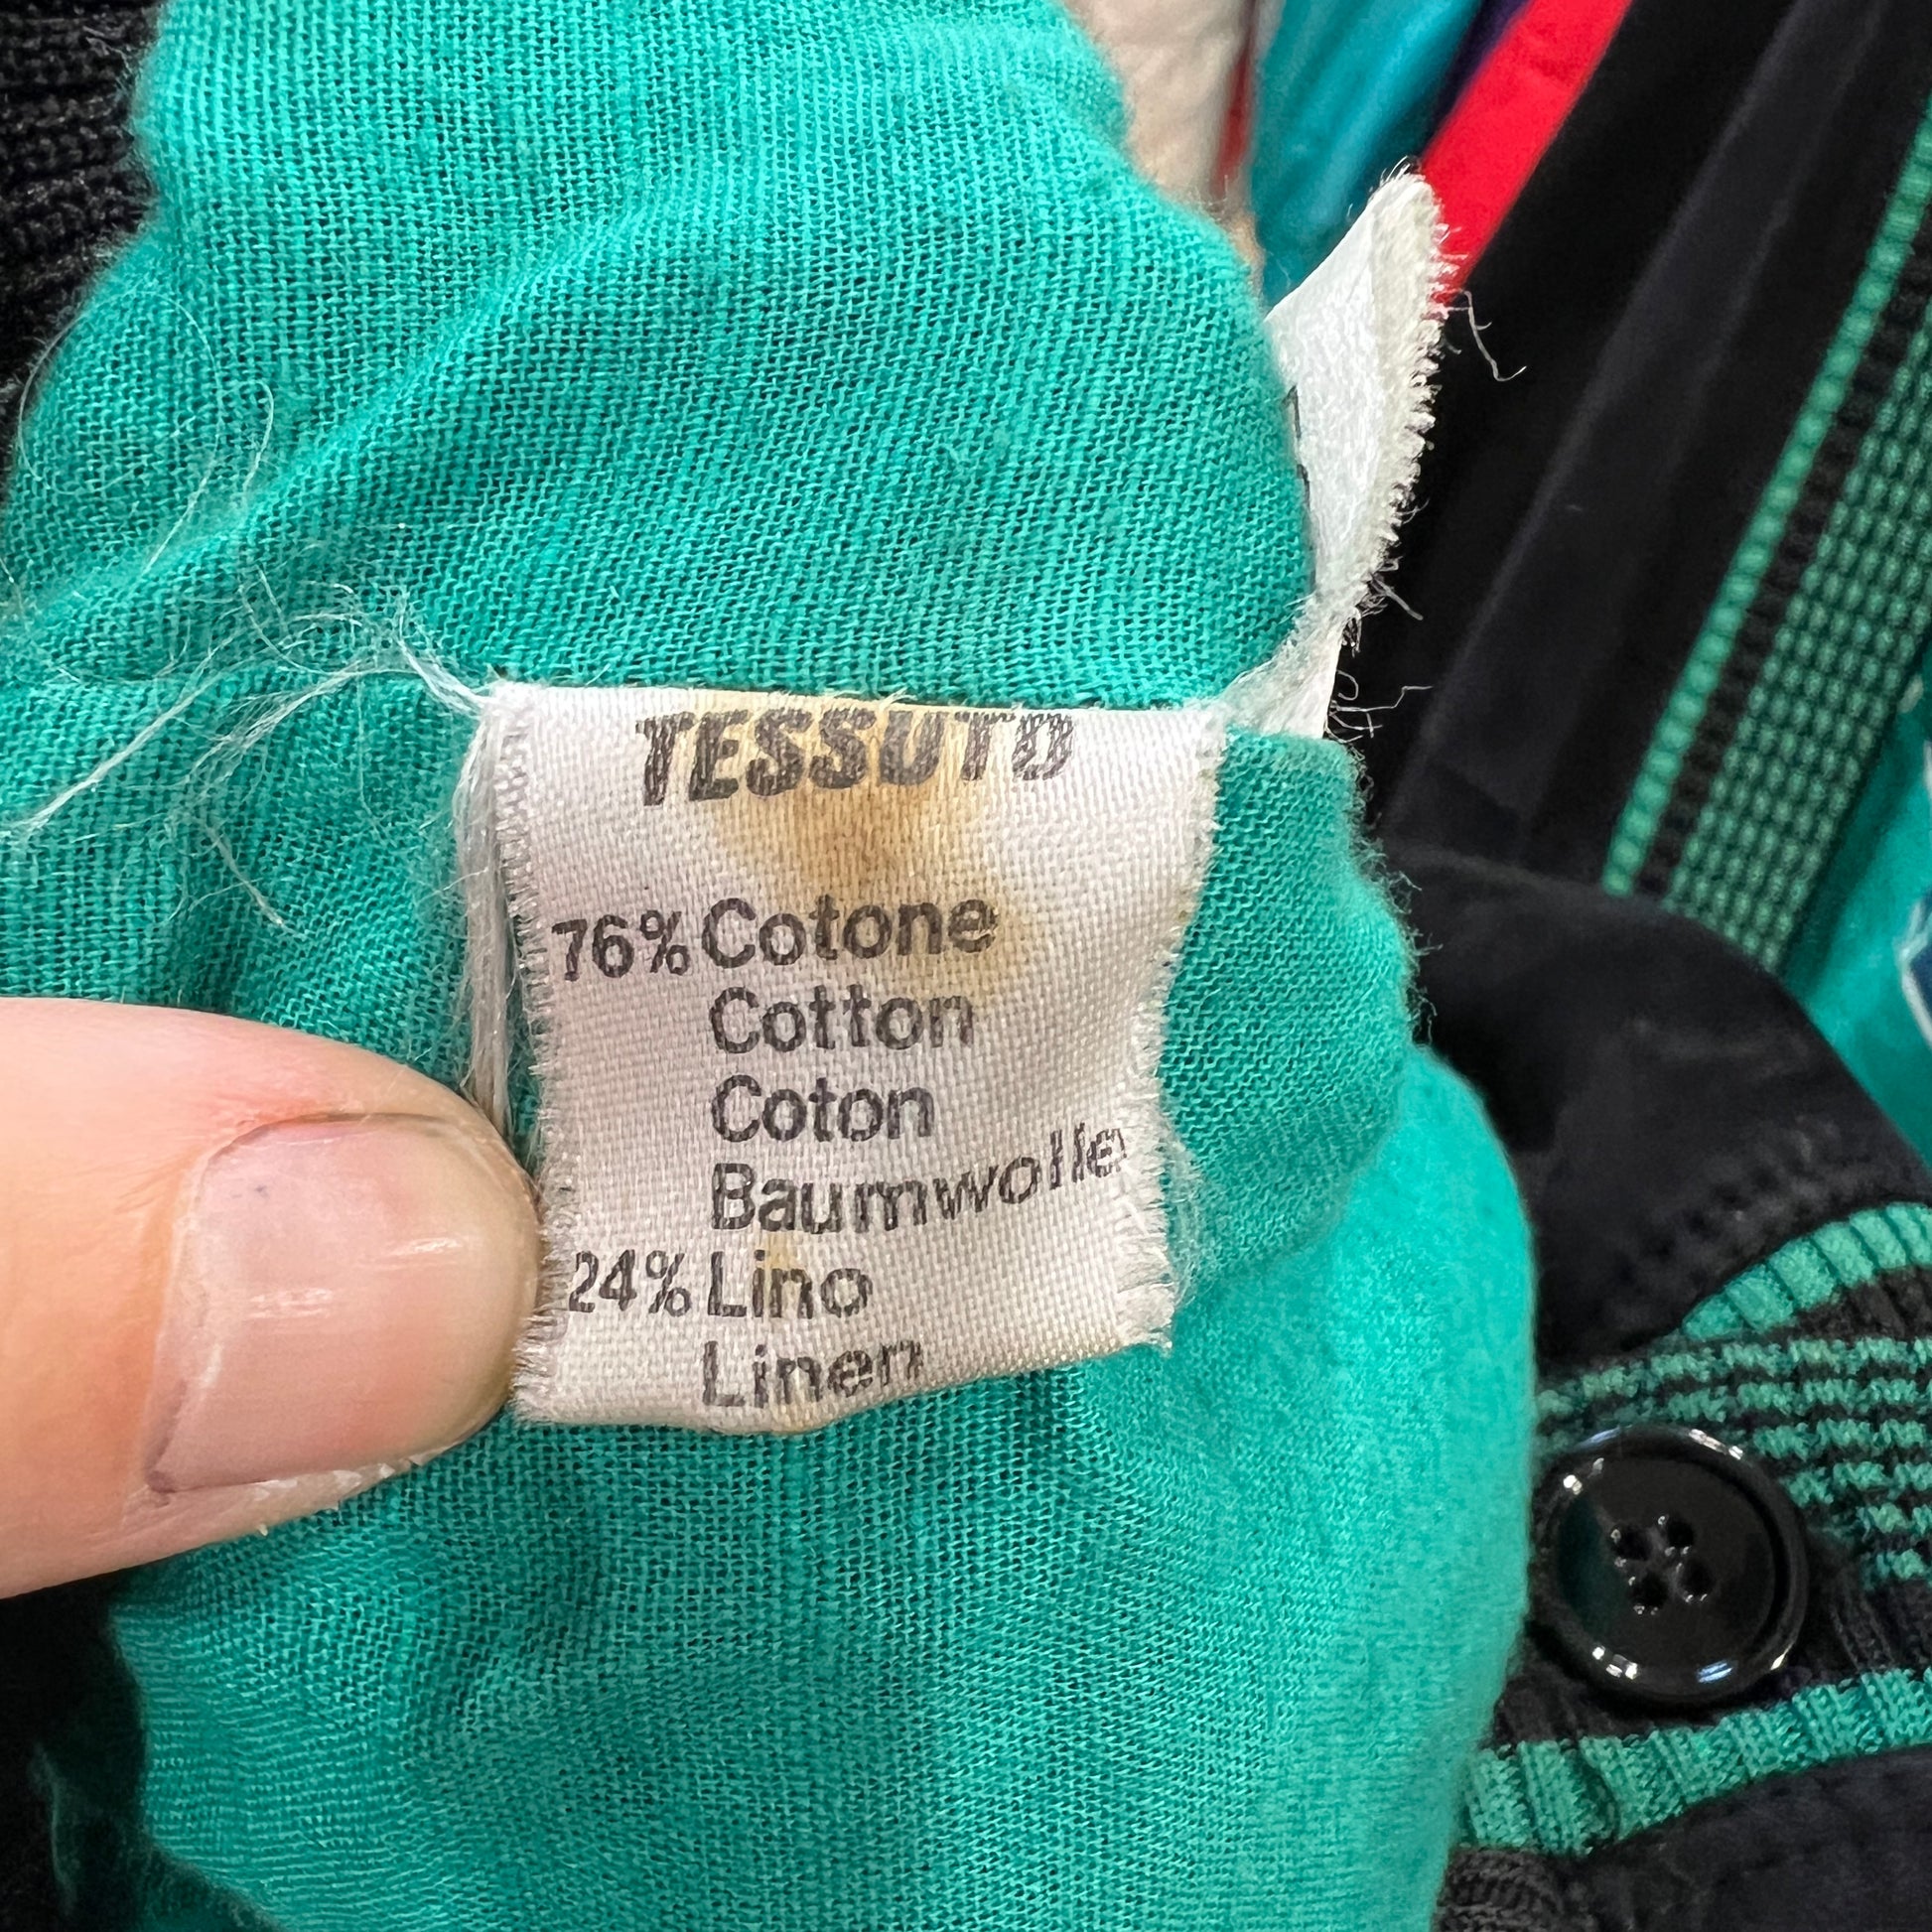 TESSUTO
76% Cotone
Cotton
Coton
Baumwolle
24% Lino
Linen